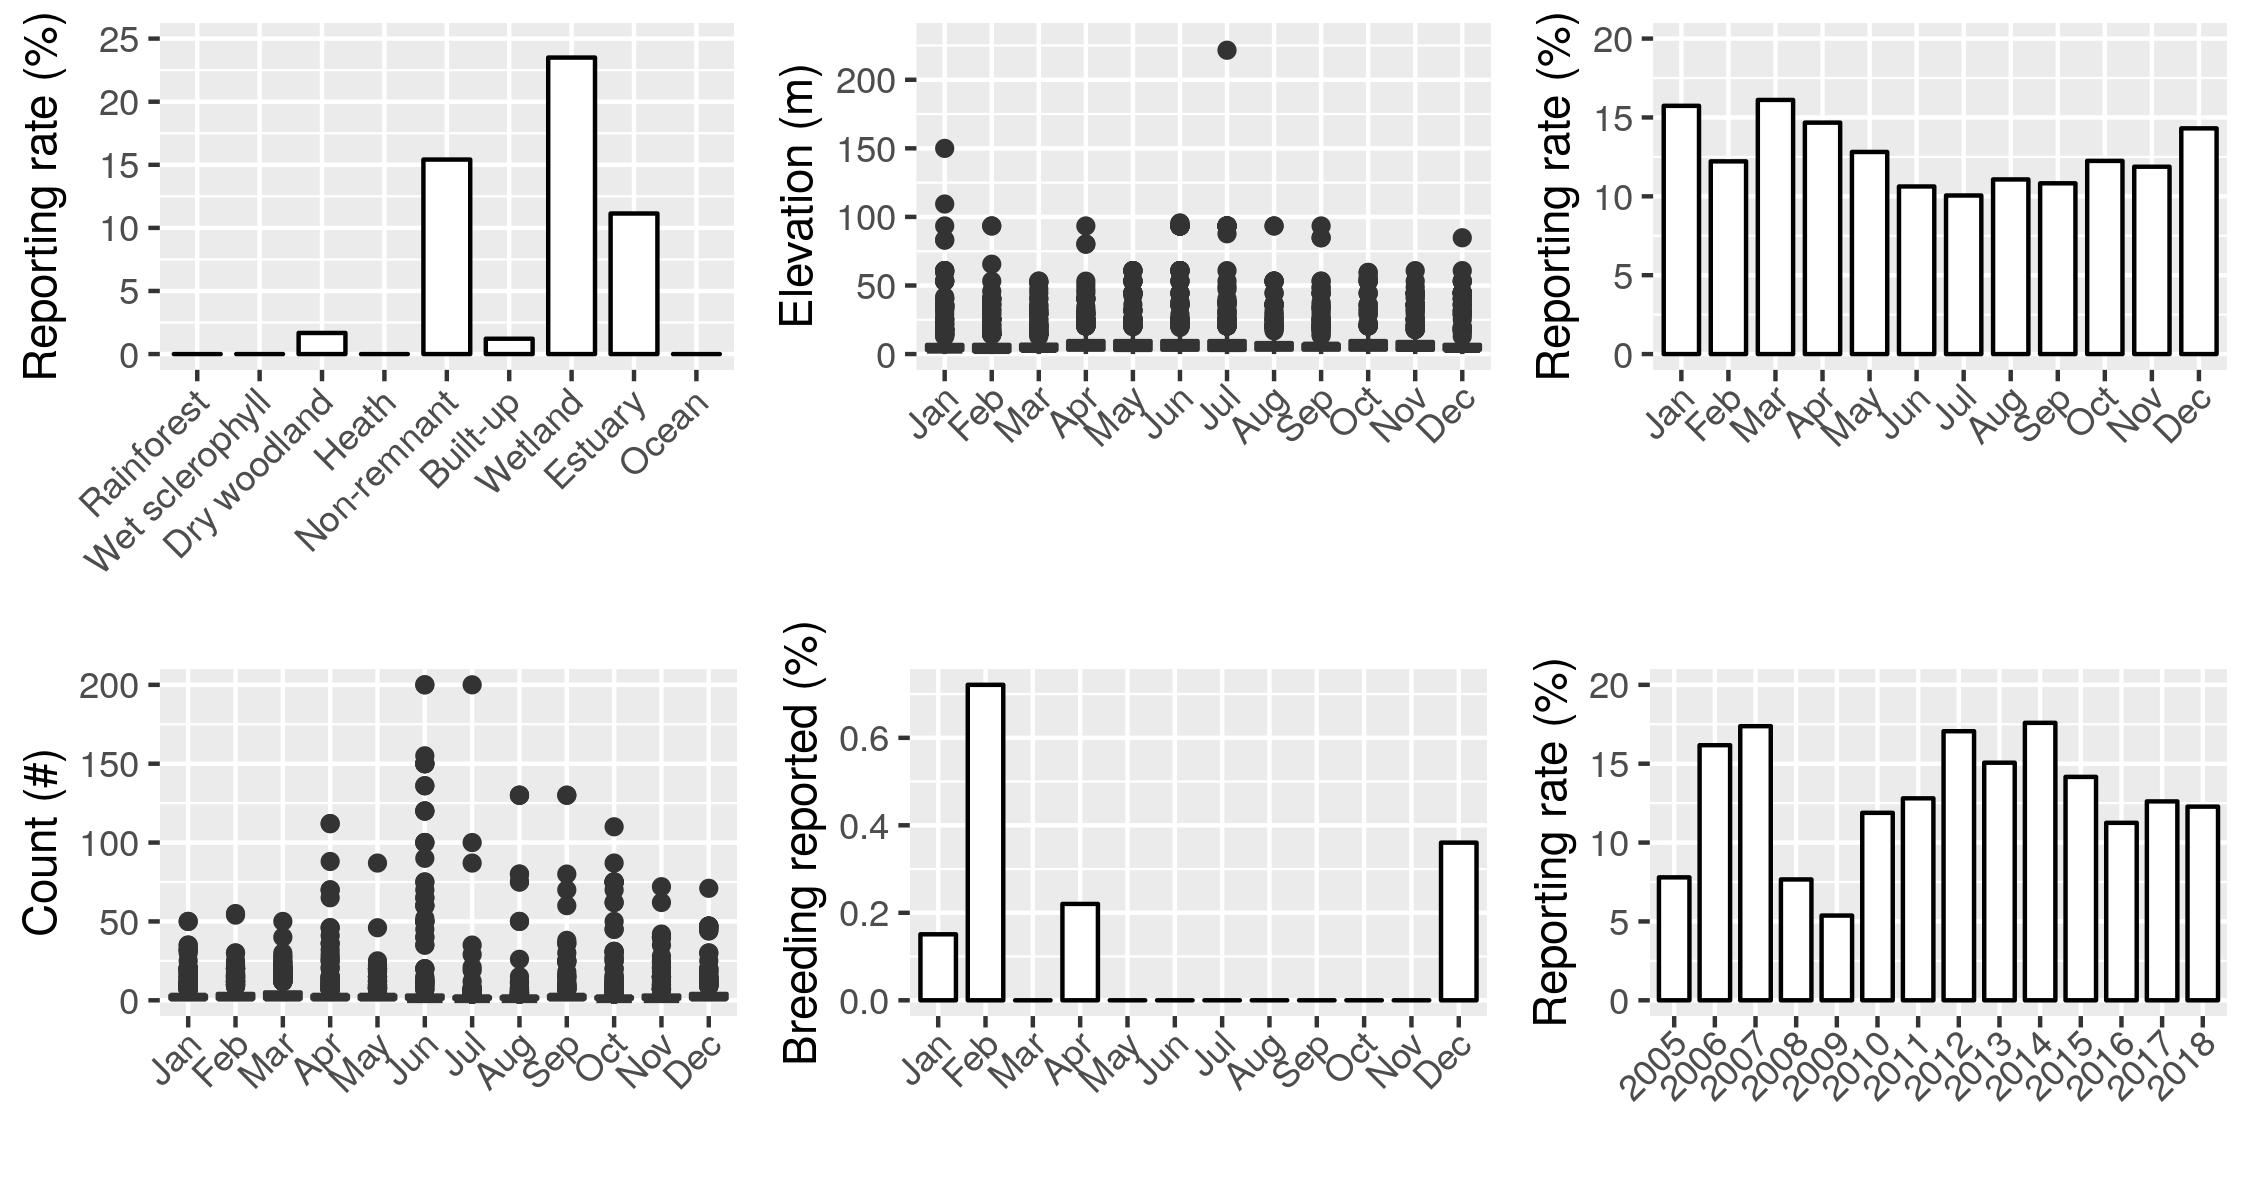 Reporting rate (%)
25
20
15
10
5
0
Rainforest
Wet sclerophyll
Dry woodland
Heath
Non-remnant
Built-up
Wetland
Estuary
Ocean
Elevation (m)
200
150
100
50
0
Jan
Feb
Mar
Apr
May
Jun
Jul
Aug
Sep
Oct
Nov
Dec
Reporting rate (%)
20
15
10
5
0
Jan
Feb
Mar
Apr
May
Jun
Jul
Aug
Sep
Oct
Nov
Dec
Count (#)
200
150
100
50
0
Jan
Feb
Mar
Apr
May
Jun
Jul
Aug
Sep
Oct
Nov
Dec
Breeding reported (%)
0.6
0.4
0.2
0.0
Jan
Feb
Mar
Apr
May
Jun
Jul
Aug
Sep
Oct
Nov
Dec
Reporting rate (%)
20
15
10
5
0
2005
2006
2007
2008
2009
2010
2011
2012
2013
2014
2015
2016
2017
2018